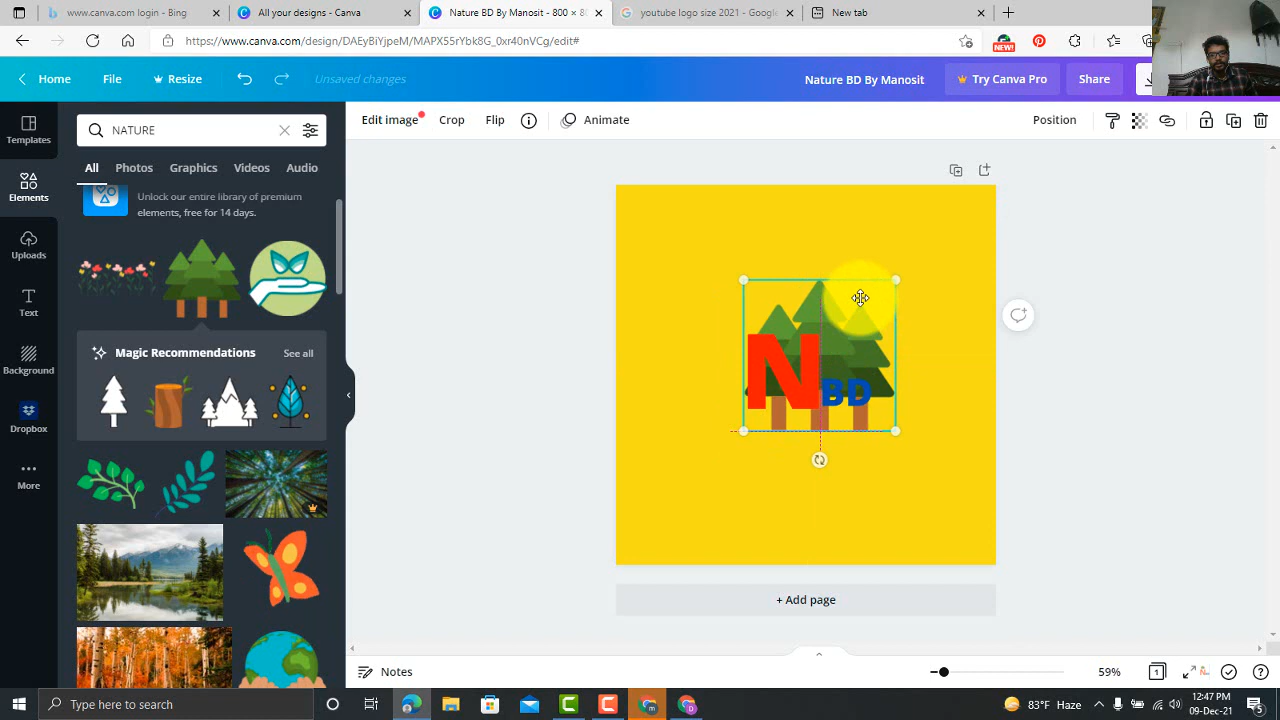 www.canva.com login - Bing
All your designs - Canva
Nature BD By Manosit - 800 × 8
youtube logo size 2021 - Google
New tab
https://www.canva.com/design/DAEyBiYjpeM/MAPX55rYbk8G_0xr40nVCg/edit#
NEW!
Home
File
Resize
Unsaved changes
Nature BD By Manosit
Try Canva Pro
Share
Templates
Elements
Uploads
Text
Background
Dropbox
More
NATURE
All
Photos
Graphics
Videos
Audio
Unlock our entire library of premium
elements, free for 14 days.
Magic Recommendations
See all
Edit image
Crop
Flip
Animate
Position
N BD
+ Add page
Notes
59%
1
Type here to search
83°F Haze
12:47 PM
09-Dec-21
5